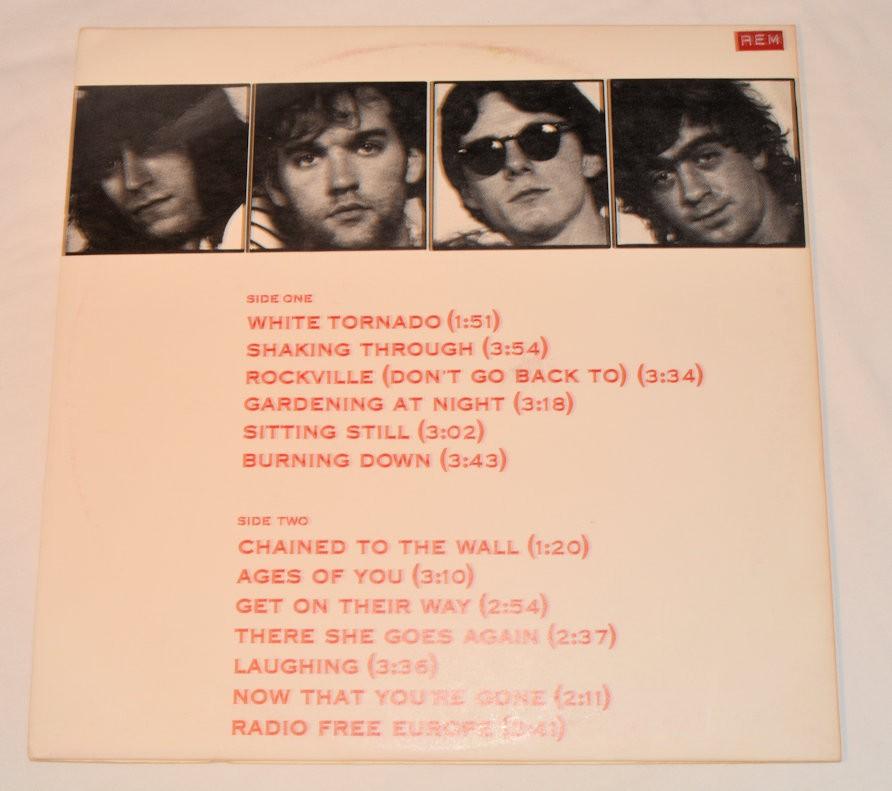 REM
SIDE ONE
WHITE TORNADO (1:51)
SHAKING THROUGH (3:54)
ROCKVILLE (DON'T GO BACK TO) (3:34)
GARDENING AT NIGHT (3:18)
SITTING STILL (3:02)
BURNING DOWN (3:43)
SIDE TWO
CHAINED TO THE WALL (1:20)
AGES OF YOU (3:10)
GET ON THEIR WAY (2:54)
THERE SHE GOES AGAIN (2:37)
LAUGHING (3:36)
NOW THAT YOU'RE GONE (2:11)
RADIO FREE EUROPE (3:41)